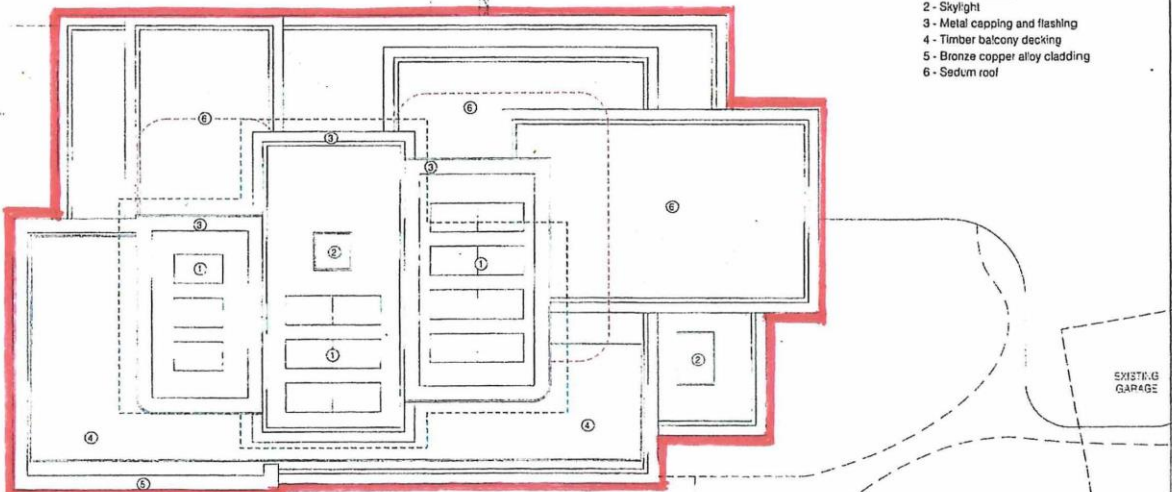 2 - Skylight
3 - Metal capping and flashing
4 - Timber balcony decking
5 - Bronze copper alloy cladding
6 - Sedum roof
6
6
3
3
6
3
2
1
1
1
2
EXISTING
GARAGE
4
4
5